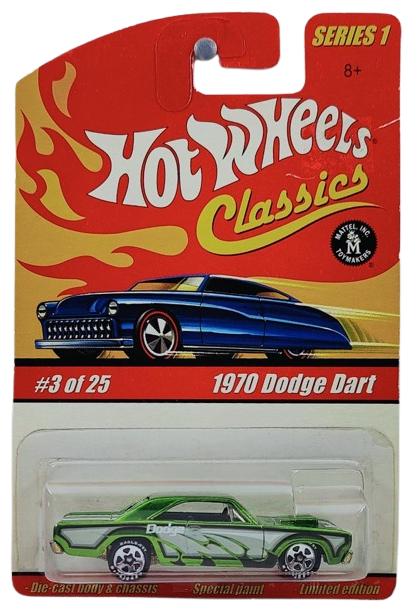 SERIES 1
8+
HOT WHEELS
Classics
MATTEL, INC.
M
TOYMAKERS
#3 of 25 1970 Dodge Dart
Dodge
Die-cast body & chassis Special paint Limited edition